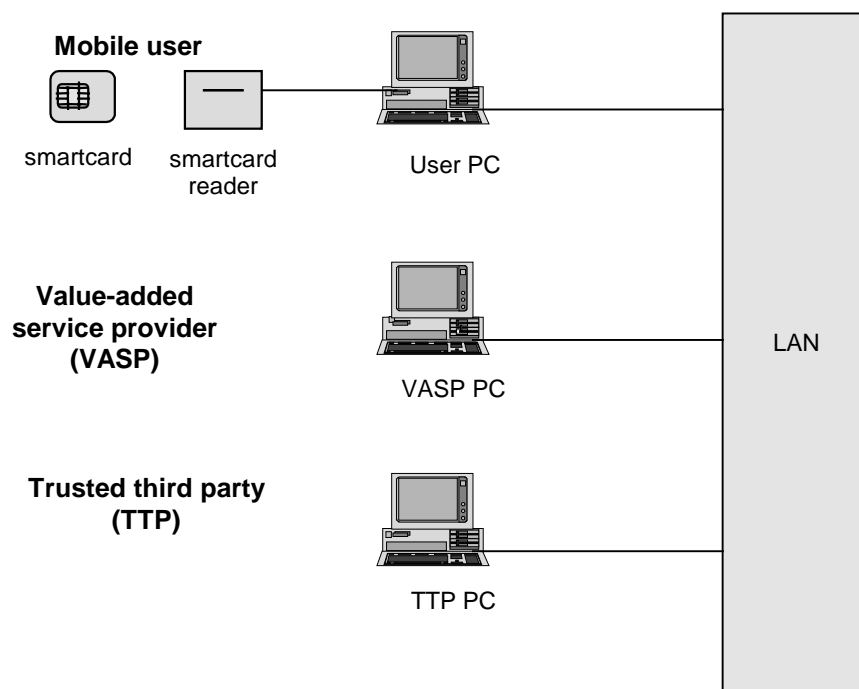 Mobile user
smartcard
smartcard
reader
User PC
Value-added
service provider
(VASP)
VASP PC
LAN
Trusted third party
(TTP)
TTP PC